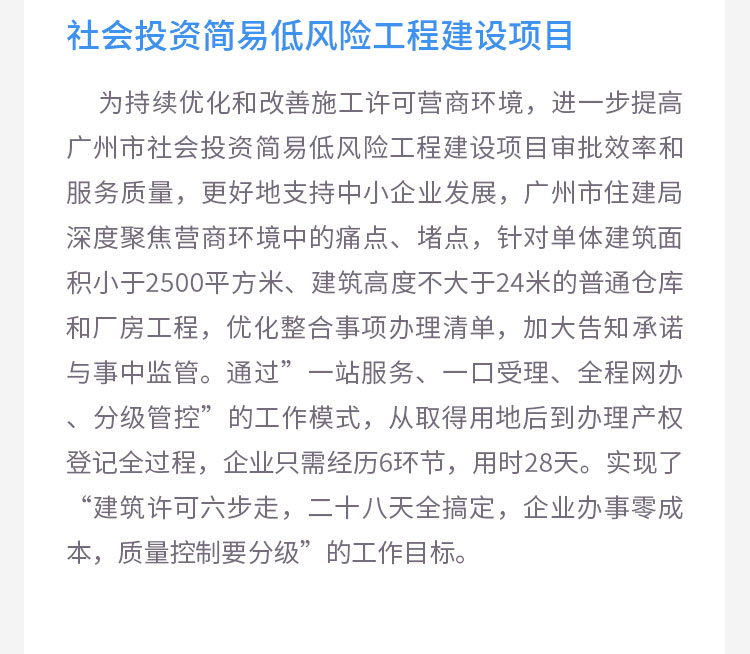 社会投资简易低风险工程建设项目
为持续优化和改善施工许可营商环境，进一步提高
广州市社会投资简易低风险工程建设项目审批效率和
服务质量，更好地支持中小企业发展，广州市住建局
深度聚焦营商环境中的痛点、堵点，针对单体建筑面
积小于2500平方米、建筑高度不大于24米的普通仓库
和厂房工程，优化整合事项办理清单，加大告知承诺
与事中监管。通过”一站服务、一口受理、全程网办
、分级管控”的工作模式，从取得用地后到办理产权
登记全过程，企业只需经历6环节，用时28天。实现了
“建筑许可六步走，二十八天全搞定，企业办事零成
本，质量控制要分级”的工作目标。